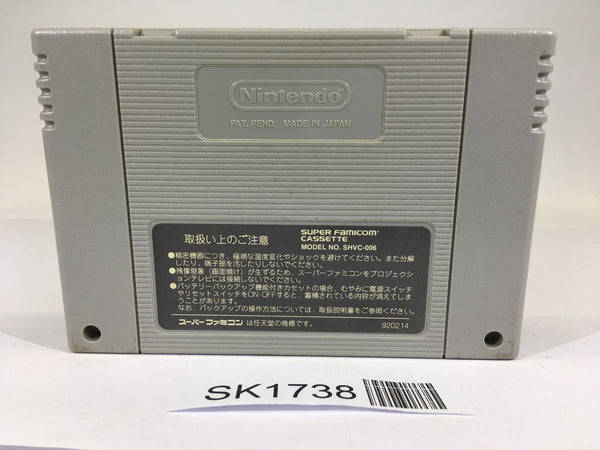 Nintendo
PAT. PEND. MADE IN JAPAN
取扱い上のご注意
SUPER FAMICOM
CASSETTE
MODEL NO. SHVC-006
●精密機器につき、極端な温度変化やショックを避けてください。また分解
したり、端子部を汚したりしないでください。
●残像現象（画面焼け）が生ずるため、スーパーファミコンをプロジェクシ
ョンテレビには接続しないでください。
●バッテリーバックアップ機能付きカセットの場合、むやみに電源スイッチ
やリセットスイッチをON-OFFすると、蓄積されている内容が消えてしま
うことがあります。
なお、バックアップの操作方法については、取扱説明書をご参照ください。
スーパーファミコン は任天堂の商標です。
920214
SK1738